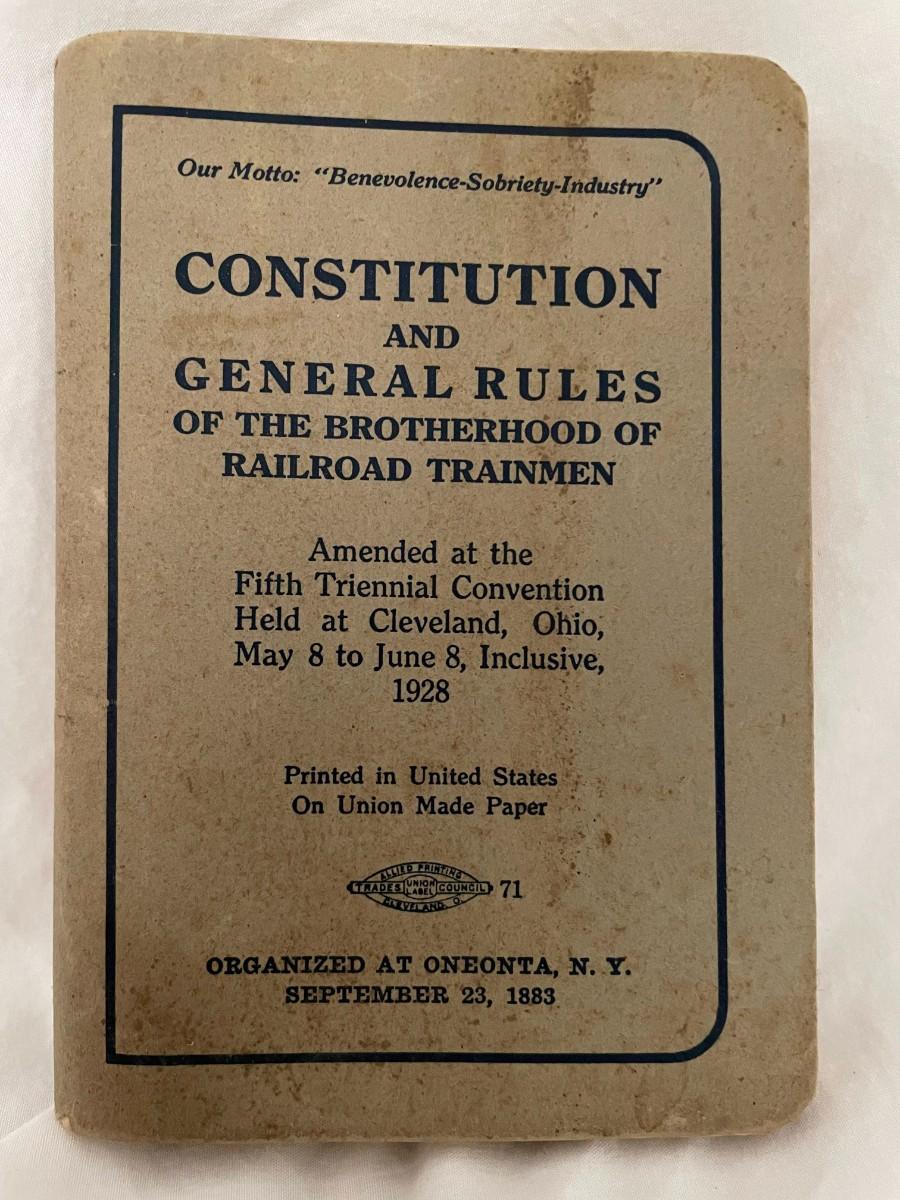 Our Motto: "Benevolence-Sobriety-Industry"
CONSTITUTION
AND
GENERAL RULES
OF THE BROTHERHOOD OF
RAILROAD TRAINMEN
Amended at the
Fifth Triennial Convention
Held at Cleveland, Ohio,
May 8 to June 8, Inclusive,
1928
Printed in United States
On Union Made Paper
ALLIED PRINTING
TRADES UNION LABEL COUNCIL 71
CLEVELAND, O.
ORGANIZED AT ONEONTA, N. Y.
SEPTEMBER 23, 1883